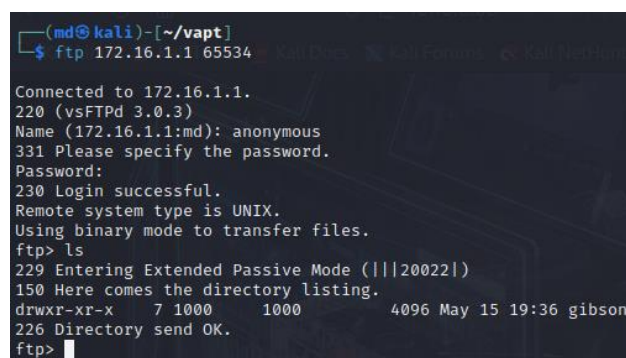 (md㉿kali)-[~/vapt]
$ ftp 172.16.1.1 65534
Connected to 172.16.1.1.
220 (vsFTPd 3.0.3)
Name (172.16.1.1:md): anonymous
331 Please specify the password.
Password:
230 Login successful.
Remote system type is UNIX.
Using binary mode to transfer files.
ftp> ls
229 Entering Extended Passive Mode (|||20022|)
150 Here comes the directory listing.
drwxr-xr-x    7 1000     1000         4096 May 15 19:36 gibson
226 Directory send OK.
ftp>